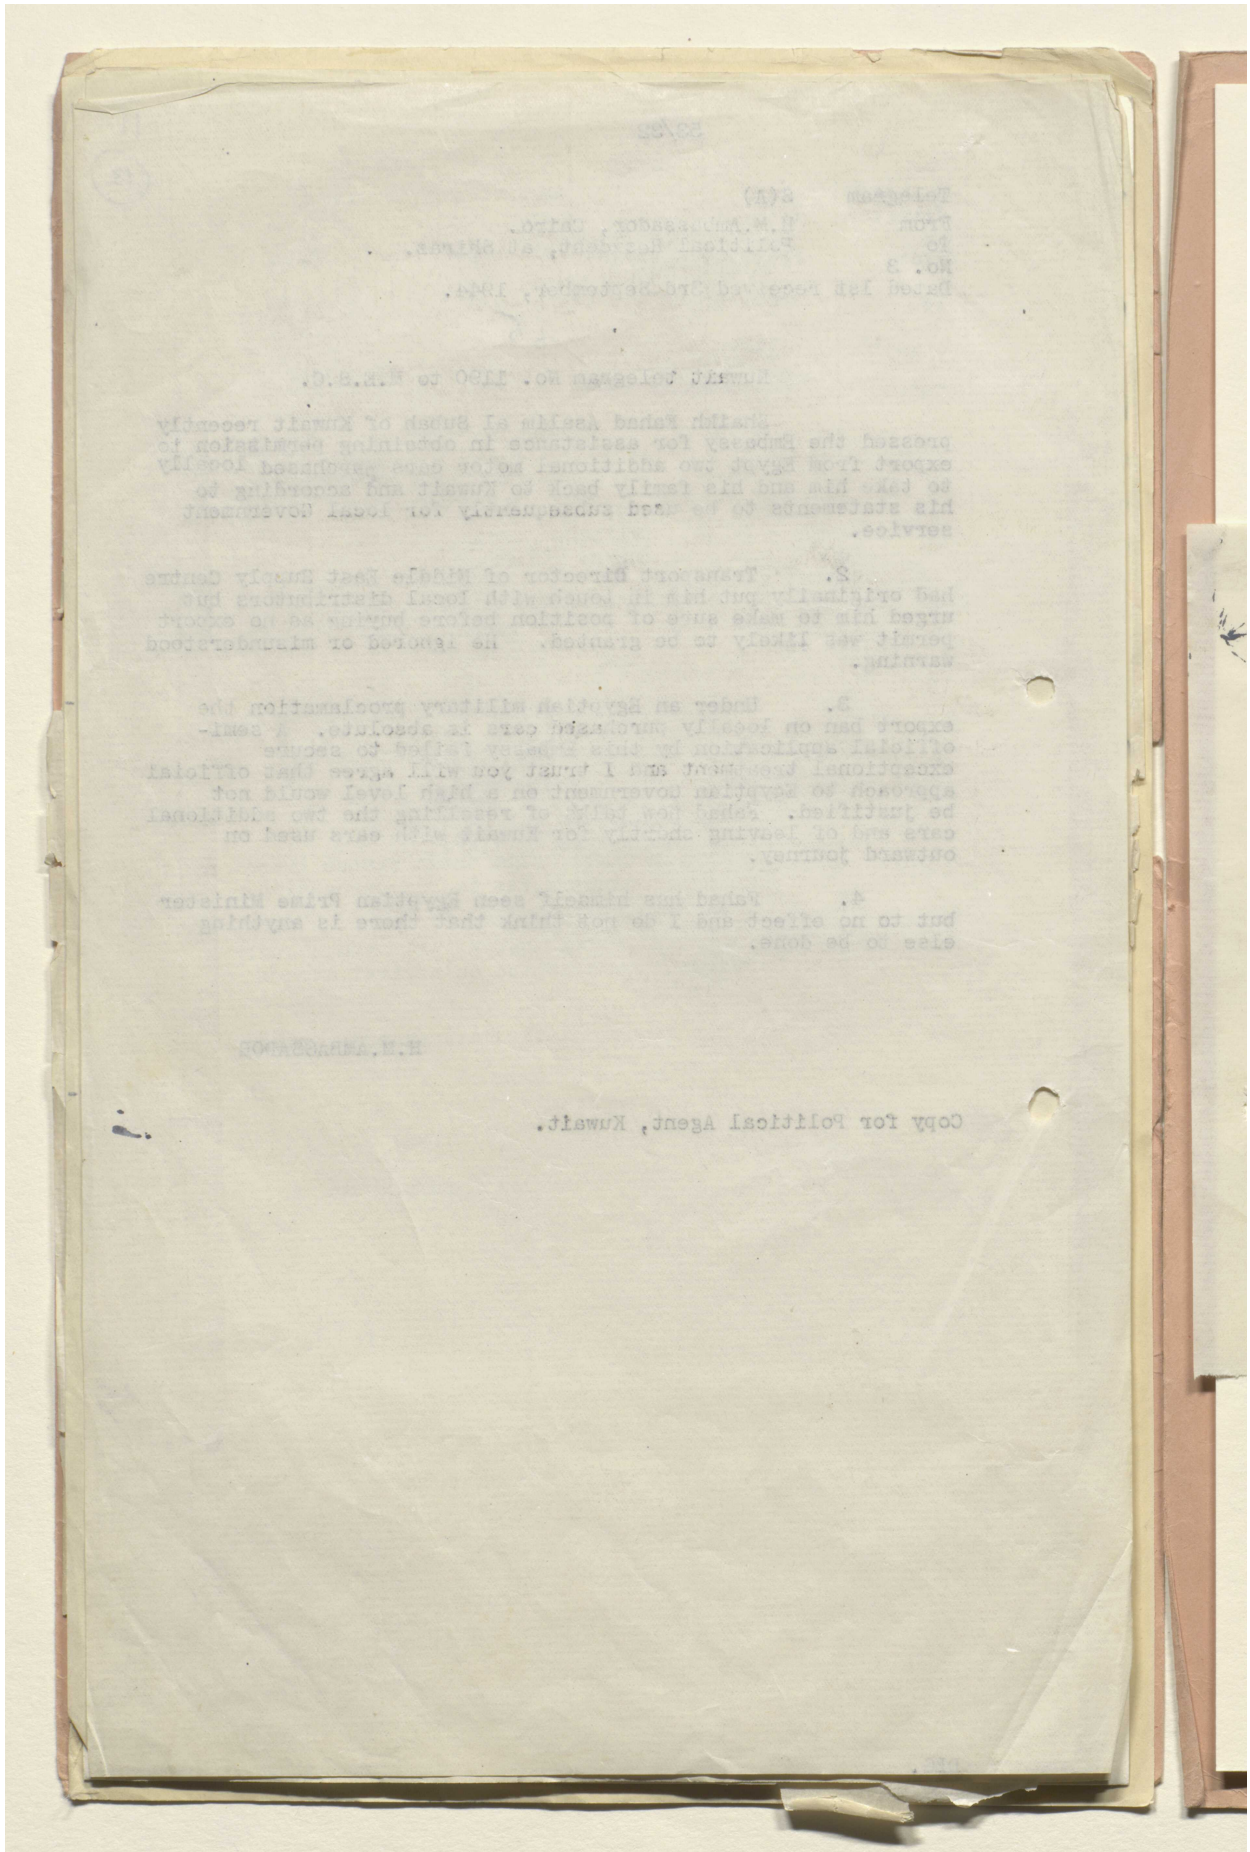 53/32
Telegram 2(A)
From H.M.Ambassador, Cairo.
To Political Resident, at Shiraz.
No. 3
Dated 1st received 3rd September, 1944.
Kuwait telegram No. 1190 to M.E.S.C.
Shaikh Fahad Assalim al Subah of Kuwait recently
pressed the Embassy for assistance in obtaining permission to
export from Egypt two additional motor cars purchased locally
to take him and his family back to Kuwait and according to
his statements to be used subsequently for local Government
service.
2. Transport Director of Middle East Supply Centre
had originally put him in touch with local distributors but
urged him to make sure of position before buying as no export
permit was likely to be granted. He ignored or misunderstood
warning.
3. Under an Egyptian military proclamation the
export ban on locally purchased cars is absolute. A semi-
official application by this Embassy failed to secure
exceptional treatment and I trust you will agree that official
approach to Egyptian Government on a high level would not
be justified. Fahad now talks of reselling the two additional
cars and of leaving shortly for Kuwait with cars used on
outward journey.
4. Fahad has himself seen Egyptian Prime Minister
but to no effect and I do not think that there is anything
else to be done.
H.M.AMBASSADOR
Copy for Political Agent, Kuwait.